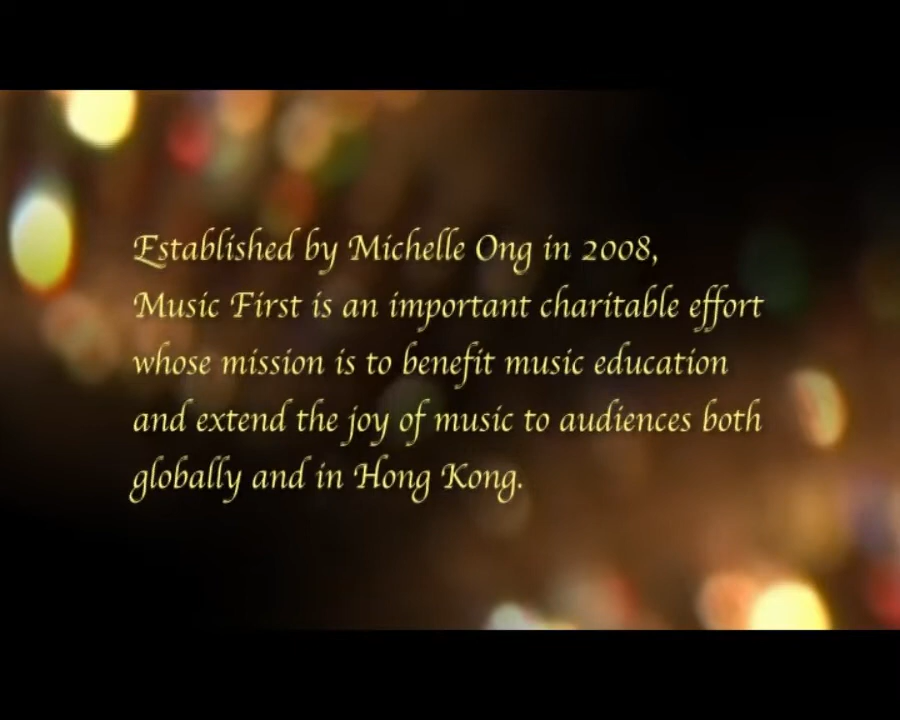 Established by Michelle Ong in 2008,
Music First is an important charitable effort
whose mission is to benefit music education
and extend the joy of music to audiences both
globally and in Hong Kong.